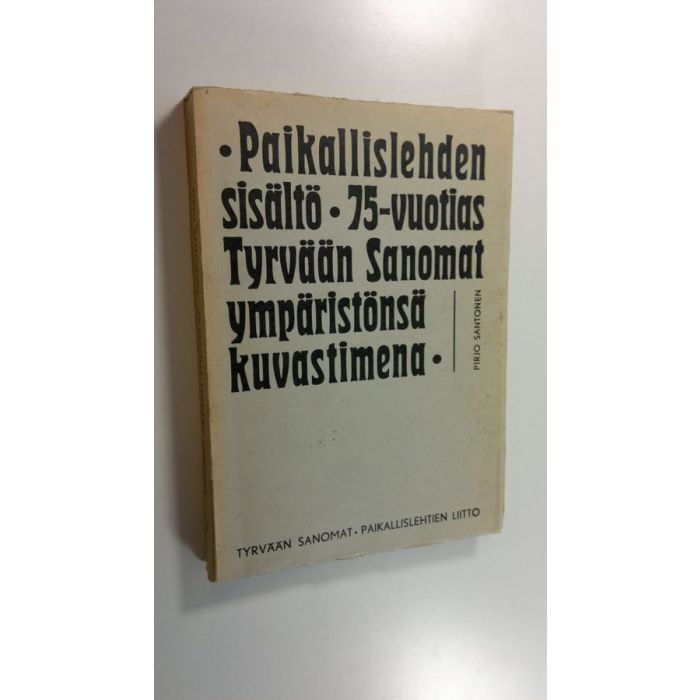 • Paikallislehden
sisältö • 75-vuotias
Tyrvään Sanomat
ympäristönsä
kuvastimena •
PIRJO SANTONEN
TYRVÄÄN SANOMAT • PAIKALLISLEHTIEN LIITTO